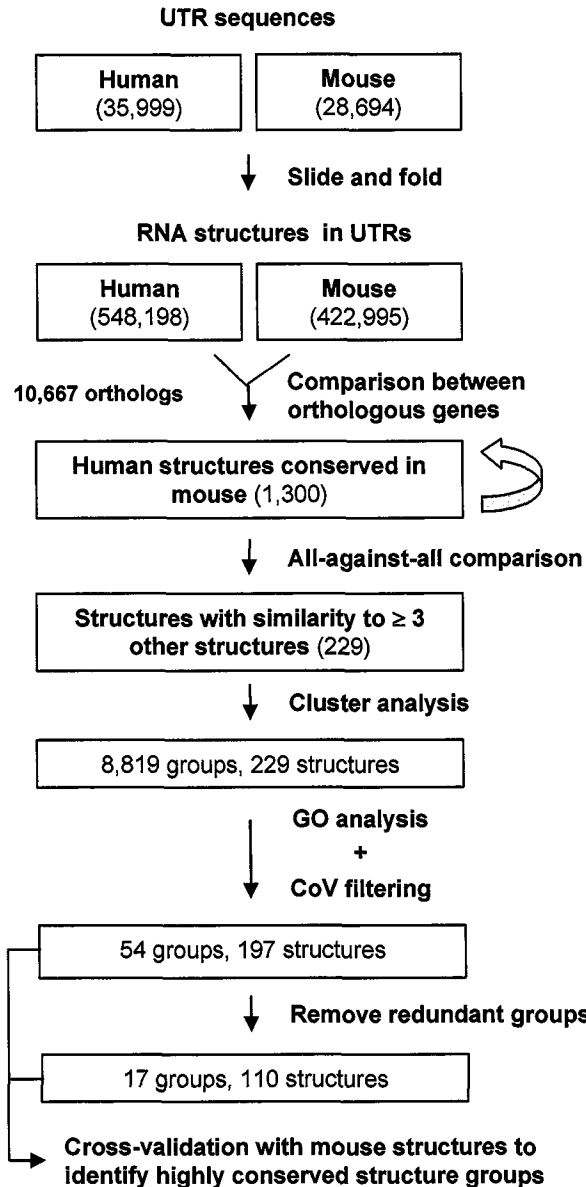 UTR sequences
Human
(35,999)
Mouse
(28,694)
Slide and fold
RNA structures in UTRs
Human
(548,198)
Mouse
(422,995)
10,667 orthologs
Comparison between
orthologous genes
Human structures conserved in
mouse (1,300)
All-against-all comparison
Structures with similarity to ≥ 3
other structures (229)
Cluster analysis
8,819 groups, 229 structures
GO analysis
+
CoV filtering
54 groups, 197 structures
Remove redundant groups
17 groups, 110 structures
Cross-validation with mouse structures to
identify highly conserved structure groups